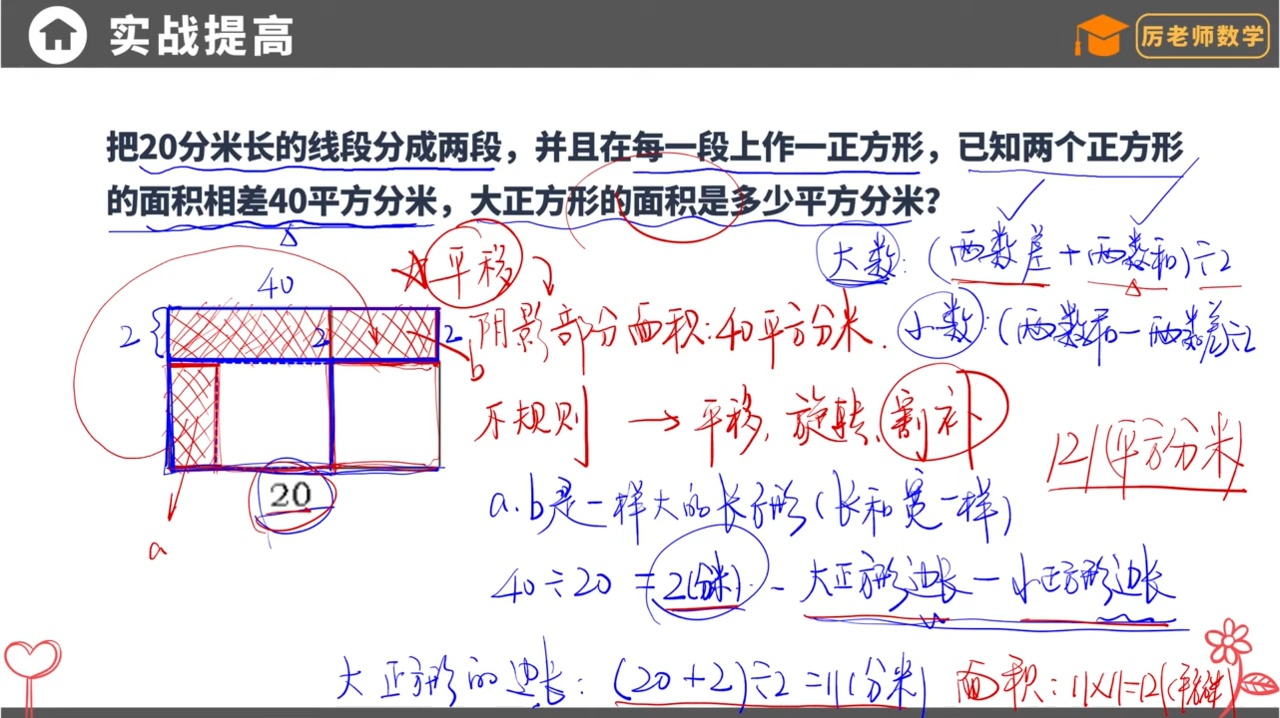 实战提高
厉老师数学
把20分米长的线段分成两段，并且在每一段上作一正方形，已知两个正方形
的面积相差40平方分米，大正方形的面积是多少平方分米？
大数：（两数差＋两数和）÷2
小数：（两数和－两数差）÷2
平移
40
2
2
2
阴影部分面积：40平方分米.
b
不规则 → 平移，旋转，割补
121（平方分米）
20
a
a.b是一样大的长方形（长和宽一样）
40÷20 = 2（分米）- 大正方形边长－小正方形边长
大正方形的边长：（20+2）÷2=11（分米） 面积：11×11=121（平方分米）